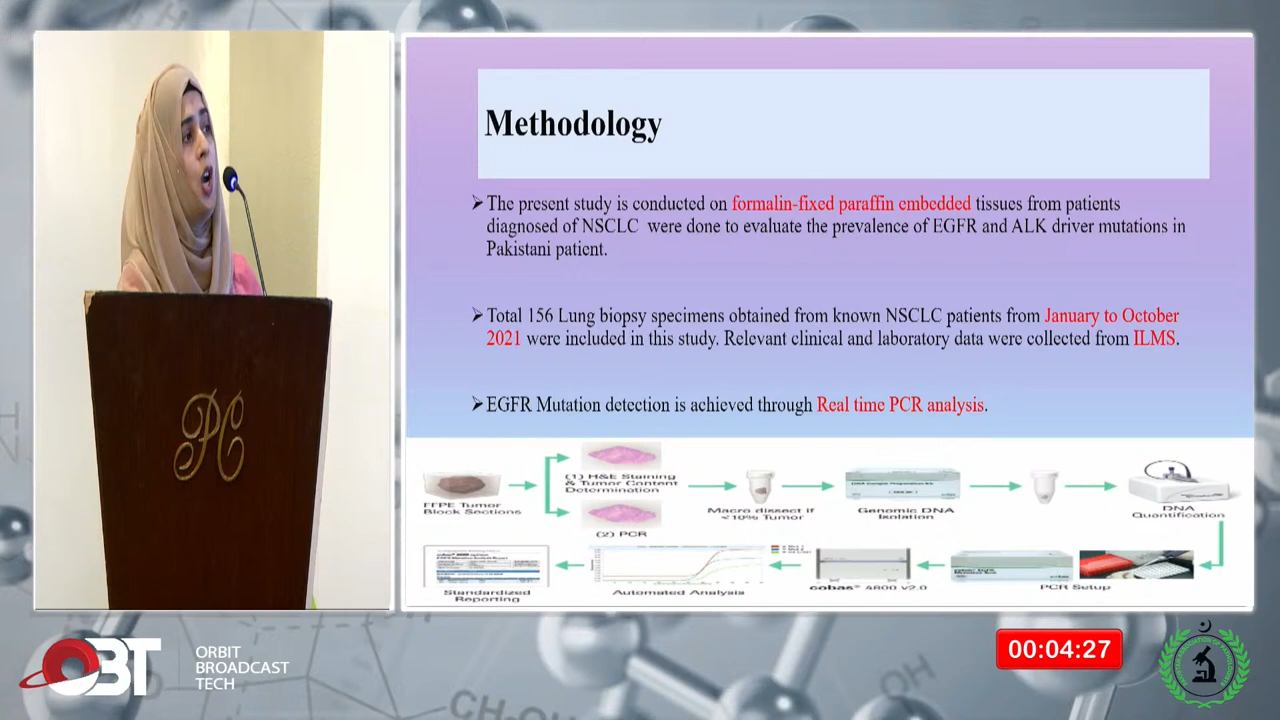 Methodology
➢The present study is conducted on formalin-fixed paraffin embedded tissues from patients
diagnosed of NSCLC were done to evaluate the prevalence of EGFR and ALK driver mutations in
Pakistani patient.
➢Total 156 Lung biopsy specimens obtained from known NSCLC patients from January to October
2021 were included in this study. Relevant clinical and laboratory data were collected from ILMS.
➢EGFR Mutation detection is achieved through Real time PCR analysis.
FFPE Tumor
Block Sections
(1) H&E Staining
& Tumor Content
Determination
(2) PCR
Macro dissect if
<10% Tumor
Genomic DNA
Isolation
DNA
Quantification
PCR Setup
cobas® 4800 v2.0
Automated Analysis
Standardized
Reporting
PC
OBT
ORBIT
BROADCAST
TECH
00:04:27
CH₂OH
OH